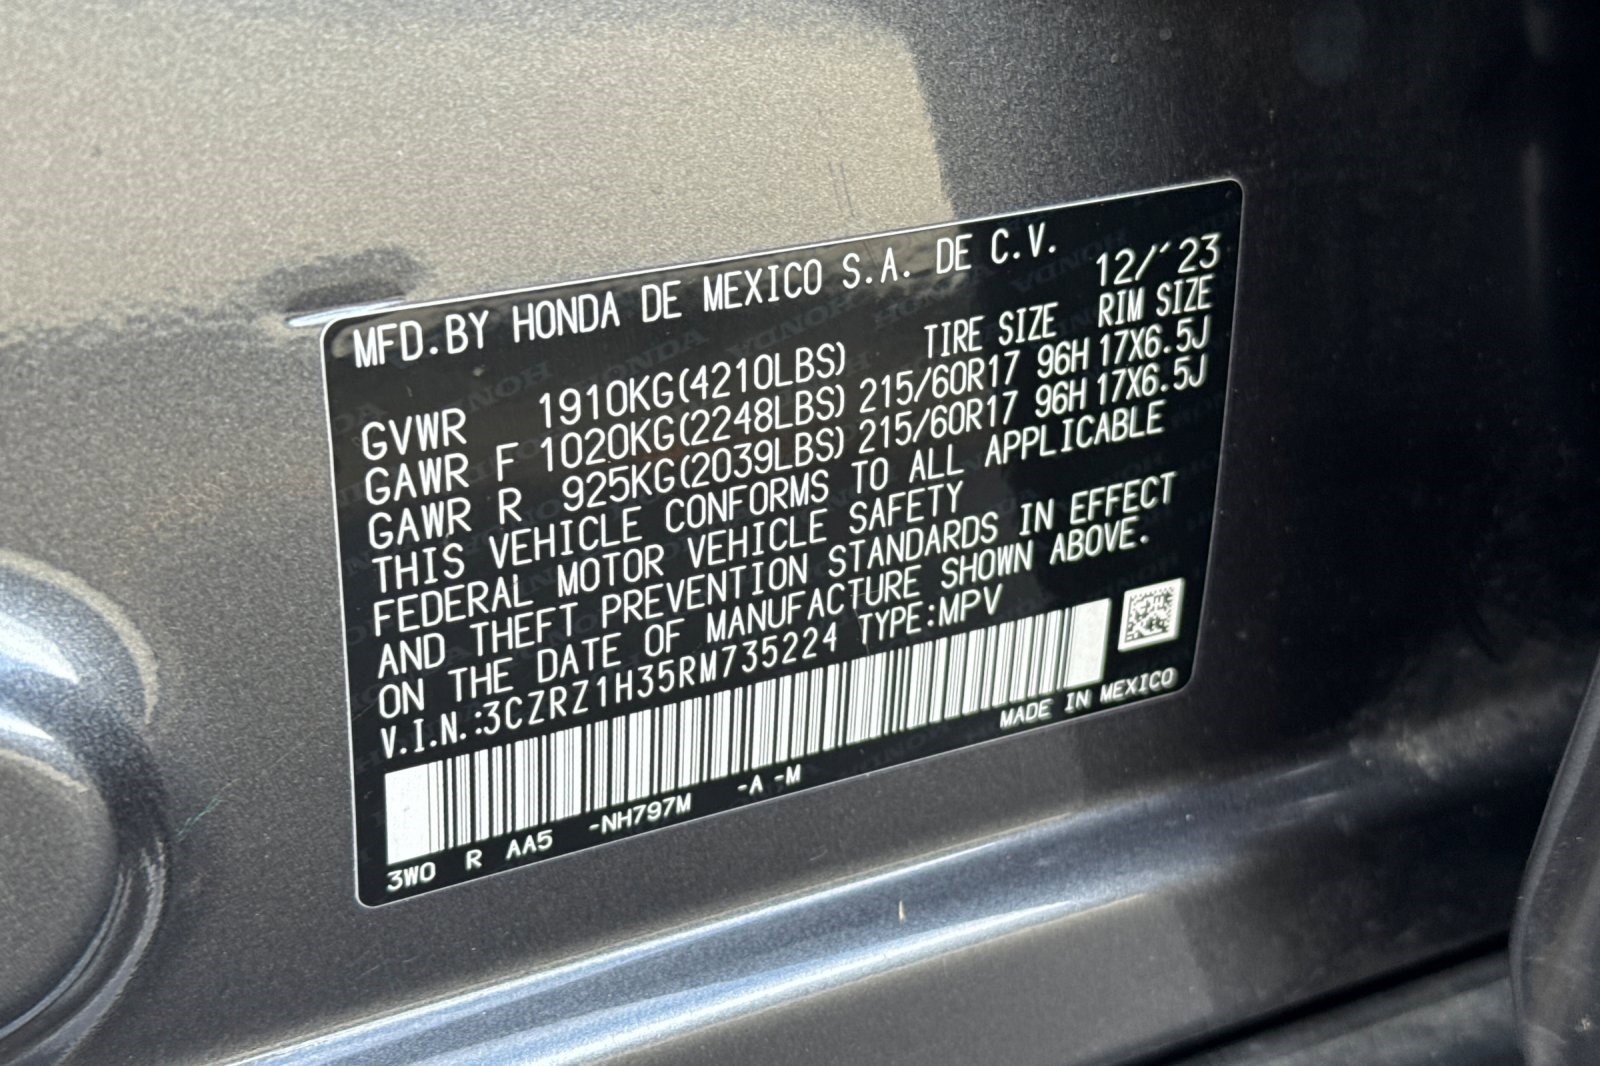 MFD.BY HONDA DE MEXICO S.A. DE C.V. 12/'23
TIRE SIZE RIM SIZE
GVWR 1910KG(4210LBS)
GAWR F 1020KG(2248LBS) 215/60R17 96H 17X6.5J
GAWR R 925KG(2039LBS) 215/60R17 96H 17X6.5J
THIS VEHICLE CONFORMS TO ALL APPLICABLE
FEDERAL MOTOR VEHICLE SAFETY
AND THEFT PREVENTION STANDARDS IN EFFECT
ON THE DATE OF MANUFACTURE SHOWN ABOVE.
V.I.N.:3CZRZ1H35RM735224 TYPE:MPV
MADE IN MEXICO
3W0 R AA5 -NH797M -A -M